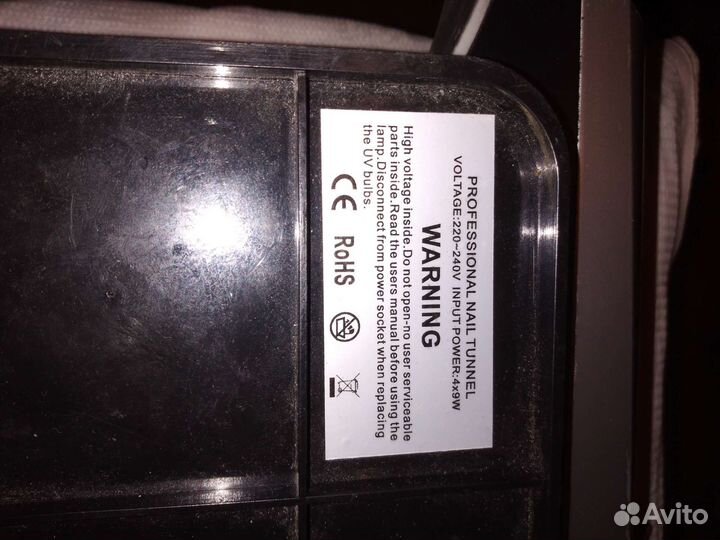 PROFESSIONAL NAIL TUNNEL
VOLTAGE:220~240V INPUT POWER:4x9W
WARNING
High voltage inside.Do not open-no user serviceable
parts inside.Read the users manual before using the
lamp.Disconnect from power socket when replacing
the UV bulbs.
CE RoHS
Avito